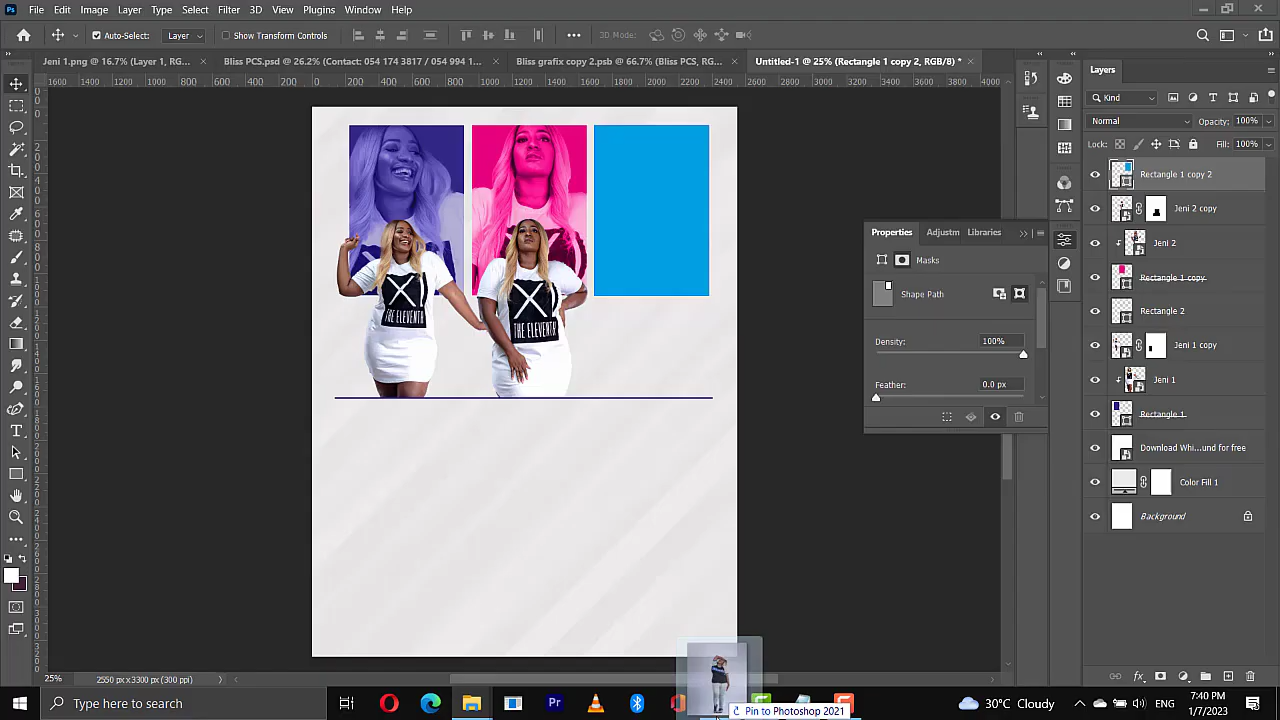 Ps File Edit Image Layer Type Select Filter 3D View Plugins Window Help
Auto-Select: Layer Show Transform Controls 3D Mode:
Jeni 1.png @ 16.7% (Layer 1, RG... × Bliss PCS.psd @ 26.2% (Contact: 054 174 3817 / 054 994 1... × Bliss grafix copy 2.psb @ 66.7% (Bliss PCS, RGB... × Untitled-1 @ 25% (Rectangle 1 copy 2, RGB/8) * ×
1600 1400 1200 1000 800 600 400 200 0 200 400 600 800 1000 1200 1400 1600 1800 2000 2200 2400 2600 2800 3000 3200 3400 3600 3800 4000
Layers
Kind
Normal Opacity: 100%
Lock: Fill: 100%
Rectangle 1 copy 2
Jeni 2 copy
Jeni 2
Rectangle 1 copy
Rectangle 2
Jeni 1 copy
Jeni 1
Rectangle 1
Download Whi...und for free
Color Fill 1
Background
Properties Adjustm Libraries
Masks
Shape Path
Density: 100%
Feather: 0.0 px
XI
THE ELEVENTH
XI
THE ELEVENTH
25% 2550 px x 3300 px (300 ppi)
Type here to search
Pr
Pin to Photoshop 2021
30°C Cloudy
7:40 PM
1/7/2023